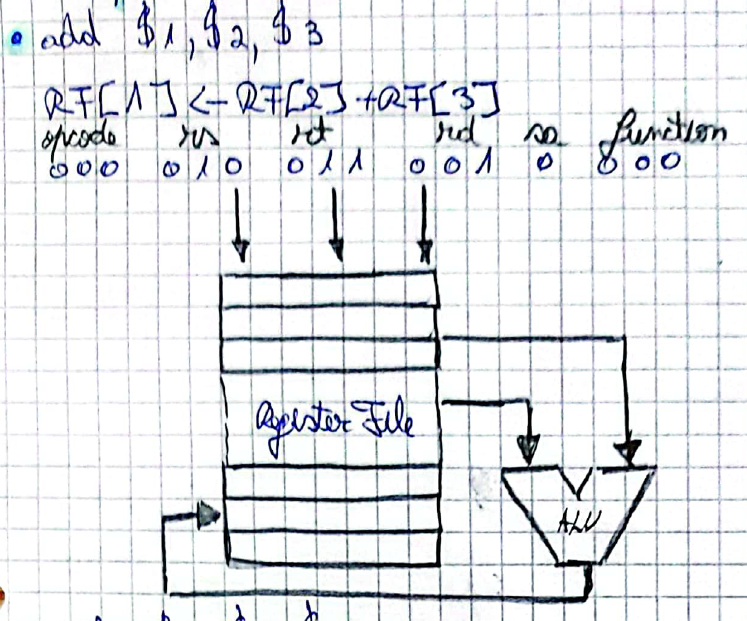 • add $1, $2, $3
RF[1] <- RF[2] + RF[3]
opcode rs rt rd sa function
000 010 011 001 0 000
Register File
ALU